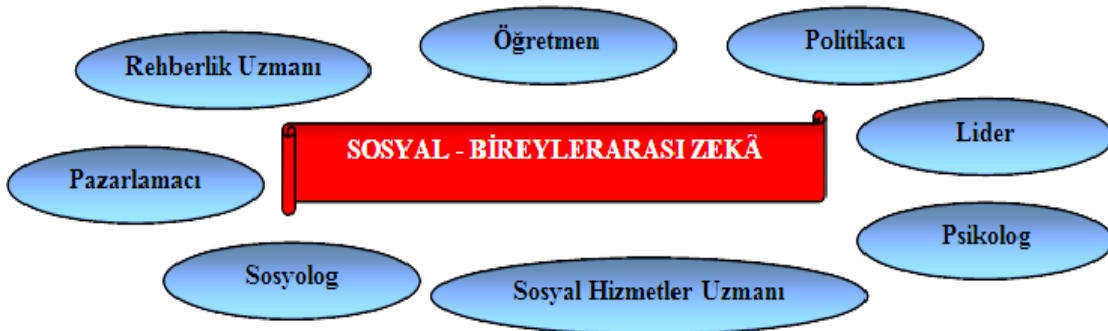 Öğretmen
Politikacı
Rehberlik Uzmanı
Lider
SOSYAL - BİREYLERARASI ZEKÂ
Pazarlamacı
Psikolog
Sosyolog
Sosyal Hizmetler Uzmanı